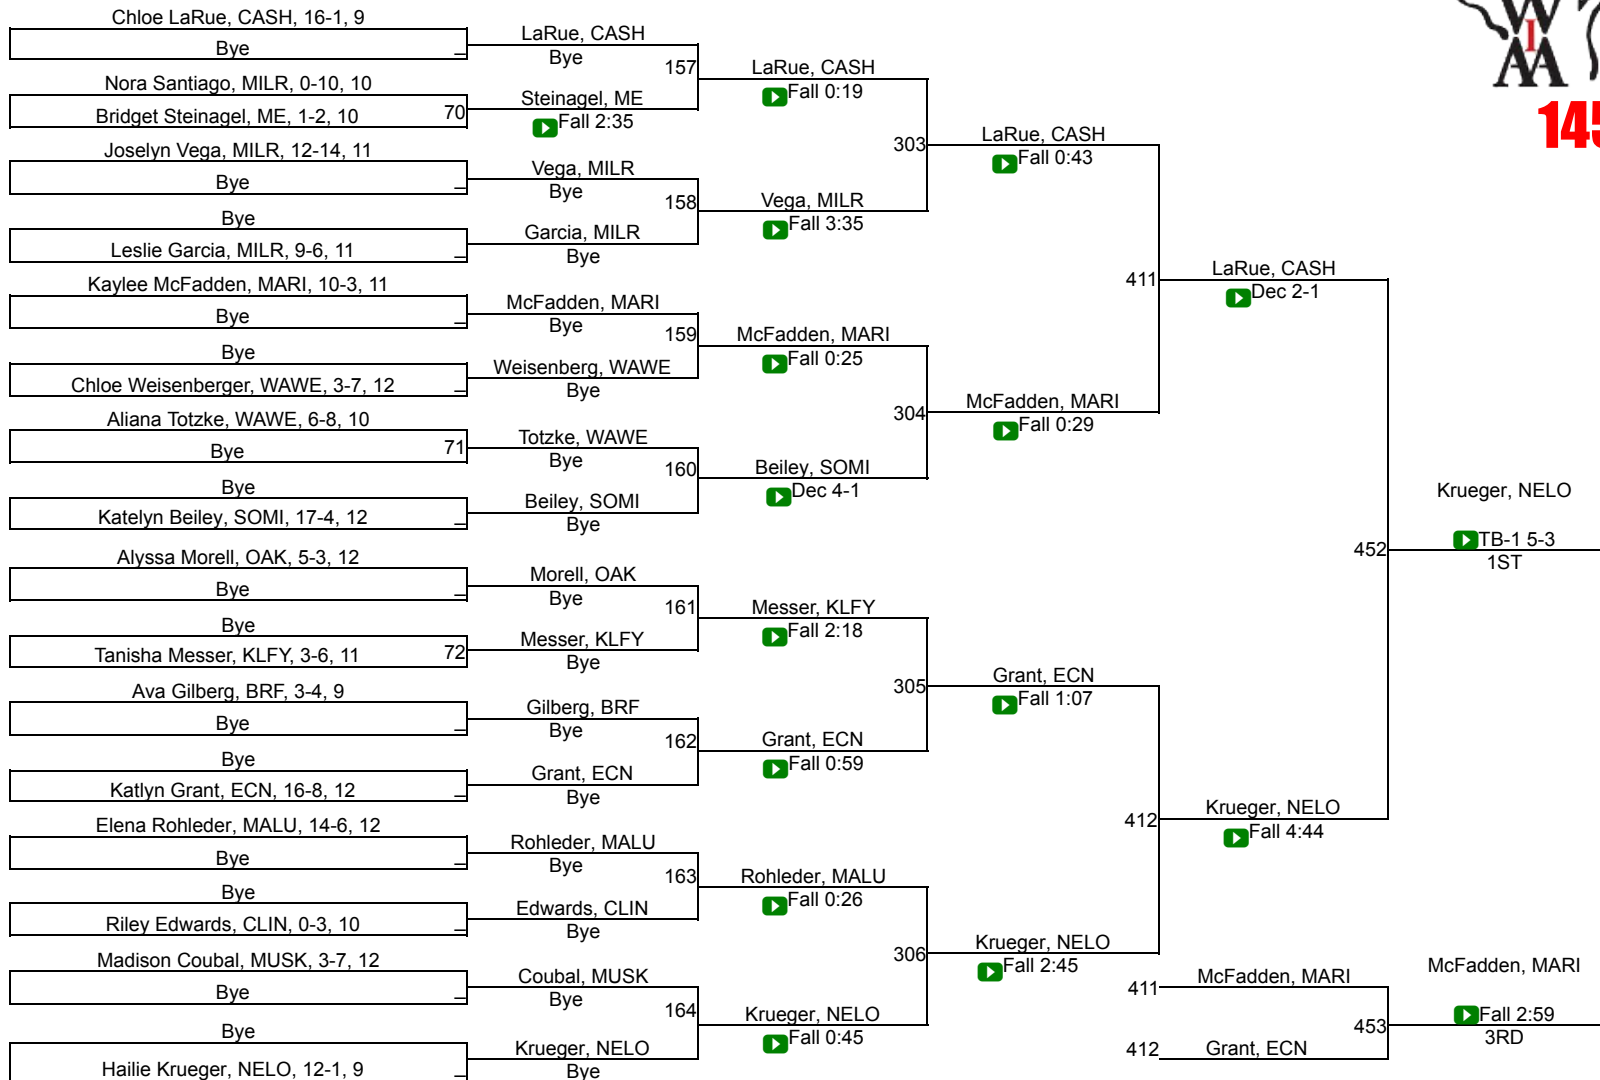 Chloe LaRue, CASH, 16-1, 9
Bye
Nora Santiago, MILR, 0-10, 10
Bridget Steinagel, ME, 1-2, 10
70
Joselyn Vega, MILR, 12-14, 11
Bye
Bye
Leslie Garcia, MILR, 9-6, 11
Kaylee McFadden, MARI, 10-3, 11
Bye
Bye
Chloe Weisenberger, WAWE, 3-7, 12
Aliana Totzke, WAWE, 6-8, 10
Bye
71
Bye
Katelyn Beiley, SOMI, 17-4, 12
Alyssa Morell, OAK, 5-3, 12
Bye
Bye
Tanisha Messer, KLFY, 3-6, 11
72
Ava Gilberg, BRF, 3-4, 9
Bye
Bye
Katlyn Grant, ECN, 16-8, 12
Elena Rohleder, MALU, 14-6, 12
Bye
Bye
Riley Edwards, CLIN, 0-3, 10
Madison Coubal, MUSK, 3-7, 12
Bye
Bye
Hailie Krueger, NELO, 12-1, 9
LaRue, CASH
Bye
157
Steinagel, ME
Fall 2:35
Vega, MILR
Bye
158
Garcia, MILR
Bye
McFadden, MARI
Bye
159
Weisenberg, WAWE
Bye
Totzke, WAWE
Bye
160
Beiley, SOMI
Bye
Morell, OAK
Bye
161
Messer, KLFY
Bye
Gilberg, BRF
Bye
162
Grant, ECN
Bye
Rohleder, MALU
Bye
163
Edwards, CLIN
Bye
Coubal, MUSK
Bye
164
Krueger, NELO
Bye
LaRue, CASH
Fall 0:19
303
Vega, MILR
Fall 3:35
McFadden, MARI
Fall 0:25
304
Beiley, SOMI
Dec 4-1
Messer, KLFY
Fall 2:18
305
Grant, ECN
Fall 0:59
Rohleder, MALU
Fall 0:26
306
Krueger, NELO
Fall 0:45
LaRue, CASH
Fall 0:43
411
McFadden, MARI
Fall 0:29
Grant, ECN
Fall 1:07
412
Krueger, NELO
Fall 2:45
LaRue, CASH
Dec 2-1
452
Krueger, NELO
Fall 4:44
411
McFadden, MARI
453
412
Grant, ECN
WIAA
145
Krueger, NELO
TB-1 5-3
1ST
McFadden, MARI
Fall 2:59
3RD